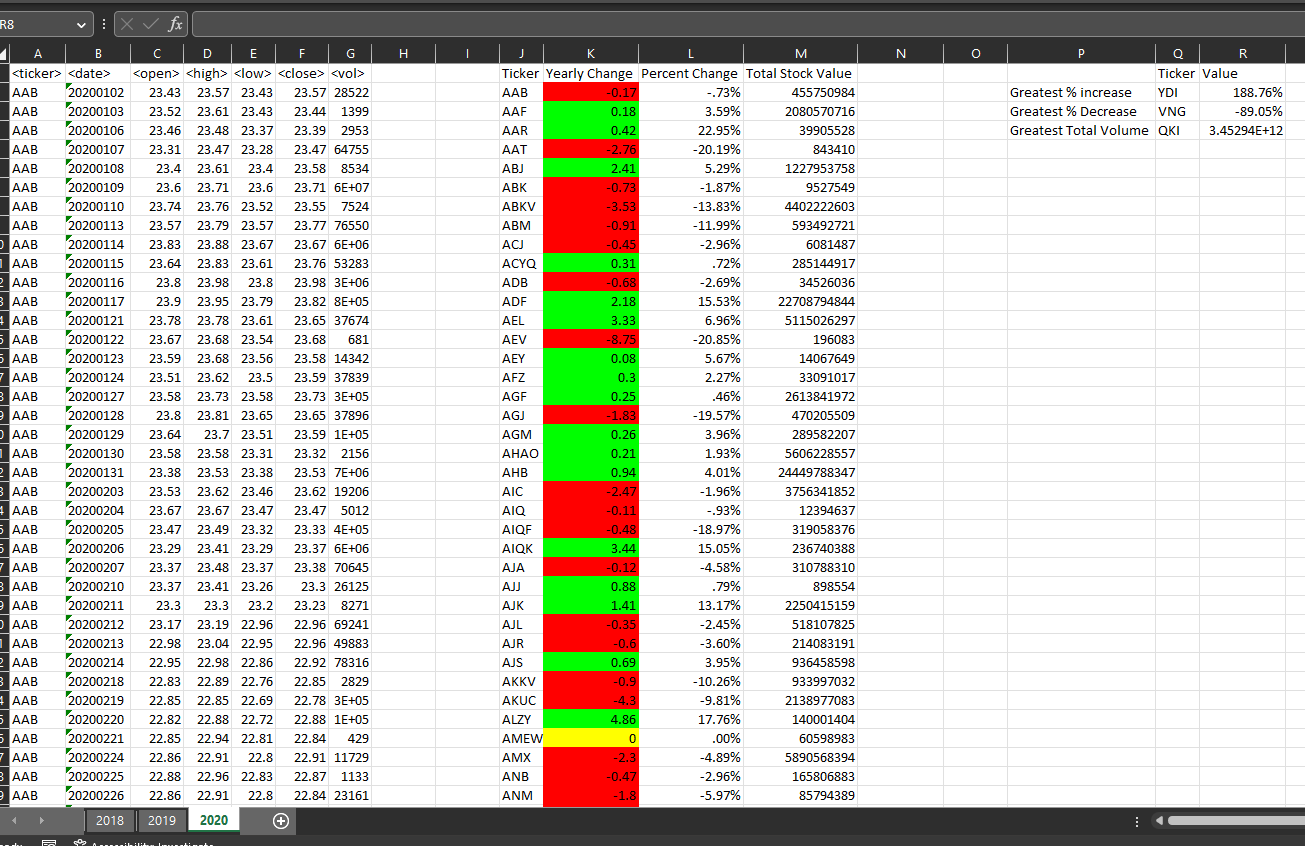 R8 fx
A B C D E F G H I J K L M N O P Q R
<ticker> <date> <open> <high> <low> <close> <vol> Ticker Yearly Change Percent Change Total Stock Value Ticker Value
AAB 20200102 23.43 23.57 23.43 23.57 28522 AAB -0.17 -.73% 455750984 Greatest % increase YDI 188.76%
AAB 20200103 23.52 23.61 23.43 23.44 1399 AAF 0.18 3.59% 2080570716 Greatest % Decrease VNG -89.05%
AAB 20200106 23.46 23.48 23.37 23.39 2953 AAR 0.42 22.95% 39905528 Greatest Total Volume QKI 3.45294E+12
AAB 20200107 23.31 23.47 23.28 23.47 64755 AAT -2.76 -20.19% 843410
AAB 20200108 23.4 23.61 23.4 23.58 8534 ABJ 2.41 5.29% 1227953758
AAB 20200109 23.6 23.71 23.6 23.71 6E+07 ABK -0.73 -1.87% 9527549
AAB 20200110 23.74 23.76 23.52 23.55 7524 ABKV -3.53 -13.83% 4402222603
AAB 20200113 23.57 23.79 23.57 23.77 76550 ABM -0.91 -11.99% 593492721
AAB 20200114 23.83 23.88 23.67 23.67 6E+06 ACJ -0.45 -2.96% 6081487
AAB 20200115 23.64 23.83 23.61 23.76 53283 ACYQ 0.31 .72% 285144917
AAB 20200116 23.8 23.98 23.8 23.98 3E+06 ADB -0.68 -2.69% 34526036
AAB 20200117 23.9 23.95 23.79 23.82 8E+05 ADF 2.18 15.53% 22708794844
AAB 20200121 23.78 23.78 23.61 23.65 37674 AEL 3.33 6.96% 5115026297
AAB 20200122 23.67 23.68 23.54 23.68 681 AEV -8.75 -20.85% 196083
AAB 20200123 23.59 23.68 23.56 23.58 14342 AEY 0.08 5.67% 14067649
AAB 20200124 23.51 23.62 23.5 23.59 37839 AFZ 0.3 2.27% 33091017
AAB 20200127 23.58 23.73 23.58 23.73 3E+05 AGF 0.25 .46% 2613841972
AAB 20200128 23.8 23.81 23.65 23.65 37896 AGJ -1.83 -19.57% 470205509
AAB 20200129 23.64 23.7 23.51 23.59 1E+05 AGM 0.26 3.96% 289582207
AAB 20200130 23.58 23.58 23.31 23.32 2156 AHAO 0.21 1.93% 5606228557
AAB 20200131 23.38 23.53 23.38 23.53 7E+06 AHB 0.94 4.01% 24449788347
AAB 20200203 23.53 23.62 23.46 23.62 19206 AIC -2.47 -1.96% 3756341852
AAB 20200204 23.67 23.67 23.47 23.47 5012 AIQ -0.11 -.93% 12394637
AAB 20200205 23.47 23.49 23.32 23.33 4E+05 AIQF -0.48 -18.97% 319058376
AAB 20200206 23.29 23.41 23.29 23.37 6E+06 AIQK 3.44 15.05% 236740388
AAB 20200207 23.37 23.48 23.37 23.38 70645 AJA -0.12 -4.58% 310788310
AAB 20200210 23.37 23.41 23.26 23.3 26125 AJJ 0.88 .79% 898554
AAB 20200211 23.3 23.3 23.2 23.23 8271 AJK 1.41 13.17% 2250415159
AAB 20200212 23.17 23.19 22.96 22.96 69241 AJL -0.35 -2.45% 518107825
AAB 20200213 22.98 23.04 22.95 22.96 49883 AJR -0.6 -3.60% 214083191
AAB 20200214 22.95 22.98 22.86 22.92 78316 AJS 0.69 3.95% 936458598
AAB 20200218 22.83 22.89 22.76 22.85 2829 AKKV -0.9 -10.26% 933997032
AAB 20200219 22.85 22.85 22.69 22.78 3E+05 AKUC -4.3 -9.81% 2138977083
AAB 20200220 22.82 22.88 22.72 22.88 1E+05 ALZY 4.86 17.76% 140001404
AAB 20200221 22.85 22.94 22.81 22.84 429 AMEW 0 .00% 60598983
AAB 20200224 22.86 22.91 22.8 22.91 11729 AMX -2.3 -4.89% 5890568394
AAB 20200225 22.88 22.96 22.83 22.87 1133 ANB -0.47 -2.96% 165806883
AAB 20200226 22.86 22.91 22.8 22.84 23161 ANM -1.8 -5.97% 85794389
2018 2019 2020